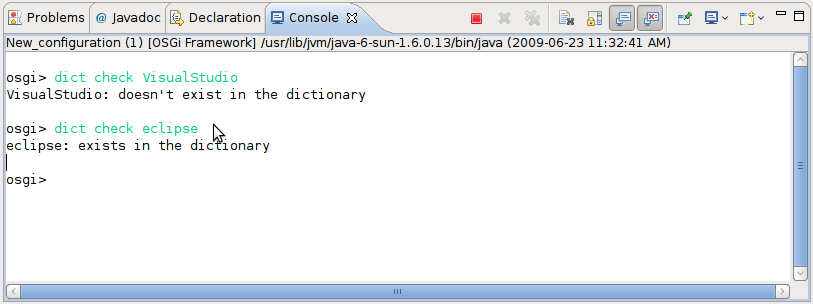 Problems @ Javadoc Declaration Console
New_configuration (1) [OSGi Framework] /usr/lib/jvm/java-6-sun-1.6.0.13/bin/java (2009-06-23 11:32:41 AM)
osgi> dict check VisualStudio
VisualStudio: doesn't exist in the dictionary
osgi> dict check eclipse
eclipse: exists in the dictionary
osgi>